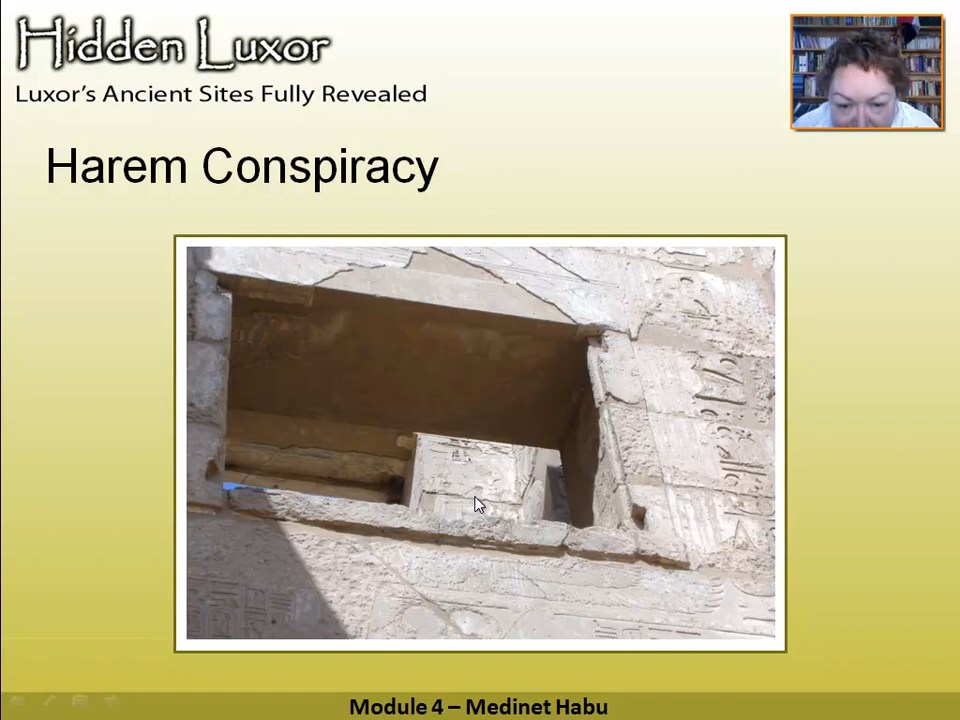 Hidden Luxor
Luxor's Ancient Sites Fully Revealed
Harem Conspiracy
Module 4 – Medinet Habu